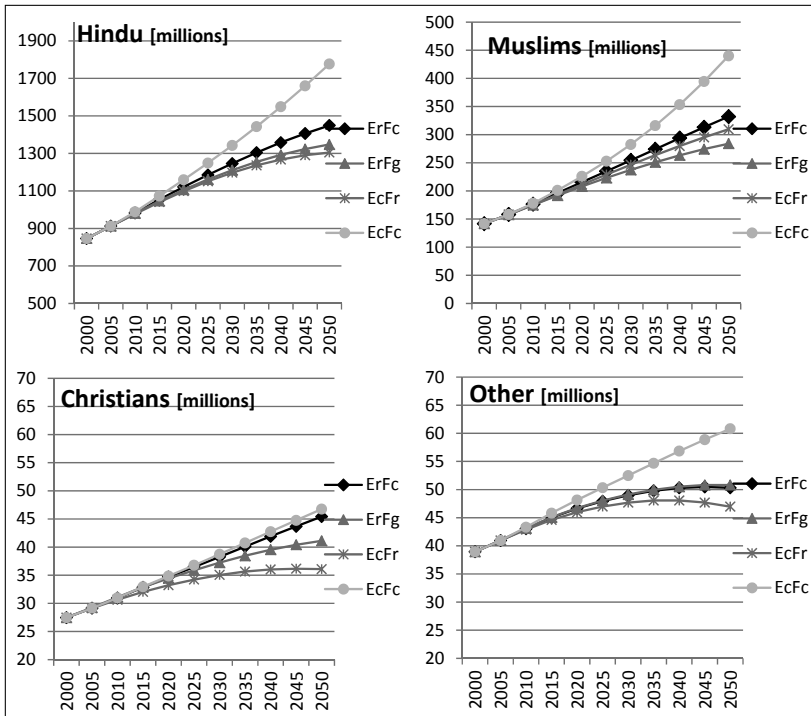 Hindu [millions]
1900
1700
1500
1300
1100
900
700
500
2000 2005 2010 2015 2020 2025 2030 2035 2040 2045 2050
ErFc
ErFg
EcFr
EcFc
Muslims [millions]
500
450
400
350
300
250
200
150
100
50
0
2000 2005 2010 2015 2020 2025 2030 2035 2040 2045 2050
ErFc
ErFg
EcFr
EcFc
Christians [millions]
70
65
60
55
50
45
40
35
30
25
20
2000 2005 2010 2015 2020 2025 2030 2035 2040 2045 2050
ErFc
ErFg
EcFr
EcFc
Other [millions]
70
65
60
55
50
45
40
35
30
25
20
2000 2005 2010 2015 2020 2025 2030 2035 2040 2045 2050
ErFc
ErFg
EcFr
EcFc